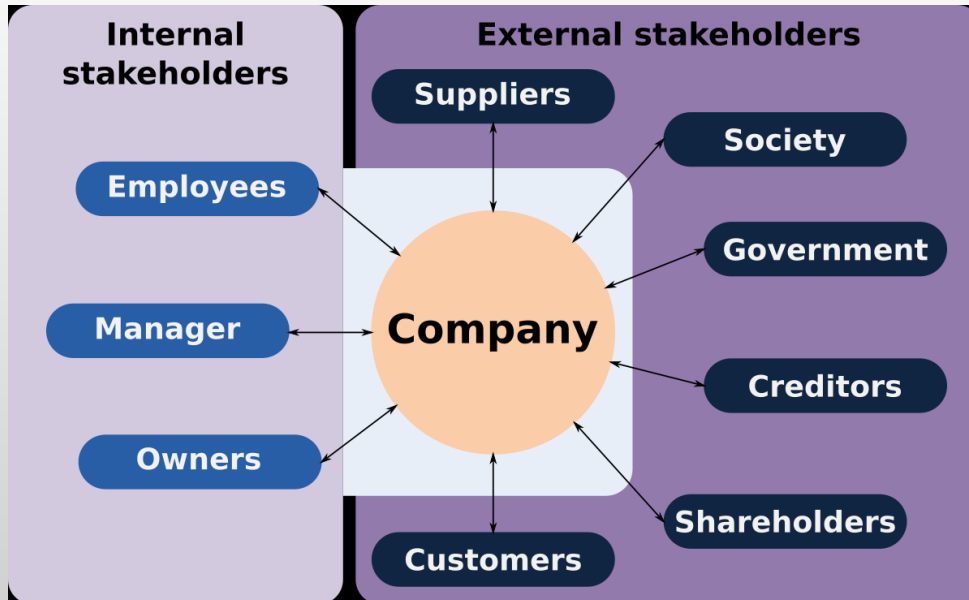 Internal
stakeholders
External stakeholders
Suppliers
Society
Employees
Government
Manager
Company
Creditors
Owners
Shareholders
Customers